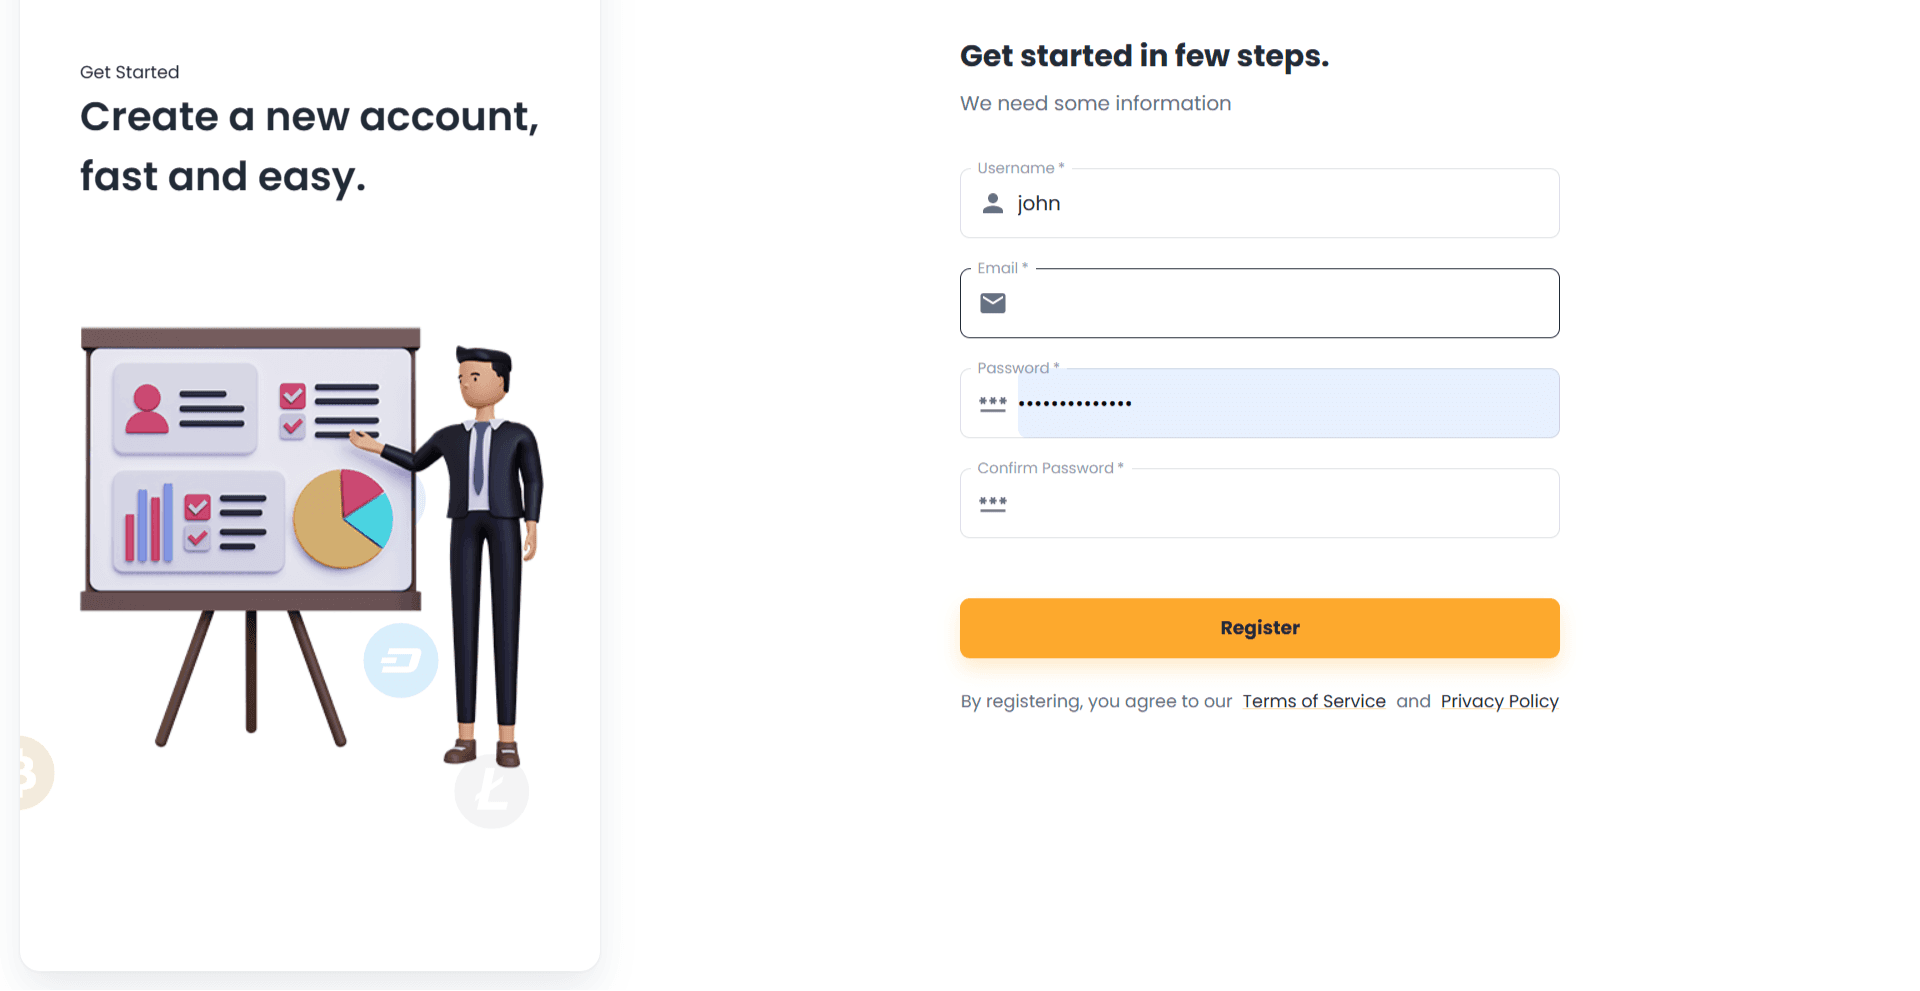 Get Started
Create a new account,
fast and easy.
Get started in few steps.
We need some information
Username *
john
Email *
Password *
••••••••••••••
Confirm Password *
Register
By registering, you agree to our Terms of Service and Privacy Policy